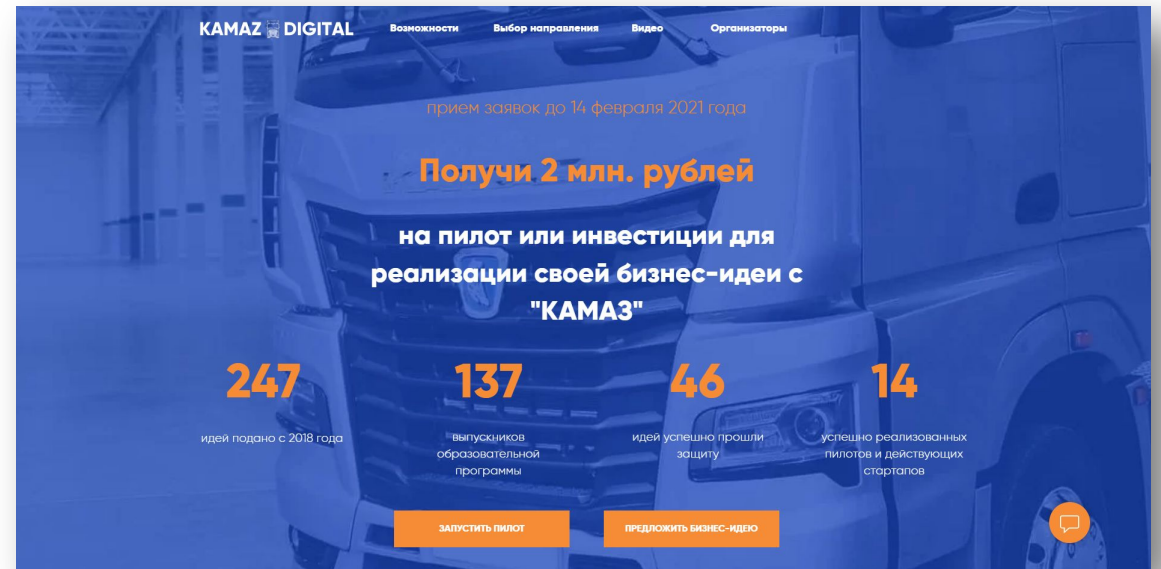 KAMAZ DIGITAL
Возможности Выбор направления Видео Организаторы
прием заявок до 14 февраля 2021 года
Получи 2 млн. рублей
на пилот или инвестиции для
реализации своей бизнес-идеи с
"КАМАЗ"
247
идей подано с 2018 года
137
выпускников
образовательной
программы
46
идей успешно прошли
защиту
14
успешно реализованных
пилотов и действующих
стартапов
ЗАПУСТИТЬ ПИЛОТ
ПРЕДЛОЖИТЬ БИЗНЕС-ИДЕЮ